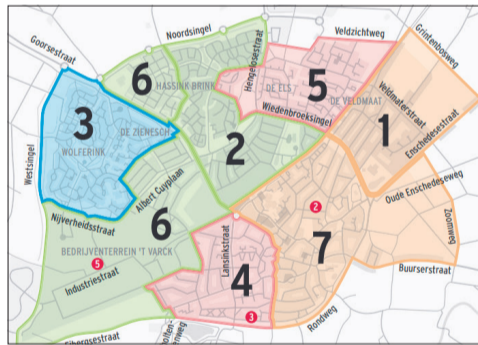 Noordsingel
Veldzichtweg
Goorsestraat
Hengelosestraat
Grintenbosweg
6
HASSINK BRINK
5
DE ELS
DE VELDMAAT
Veldmaterstraat
3
Wiedenbroeksingel
1
Enschedesestraat
DE ZIENESCH
WOLFERINK
2
Westsingel
Albert Cuyplaan
Oude Enschedeseweg
2
Nijverheidsstraat
6
Zoomweg
BEDRIJVENTERREIN 'T VARCK
7
5
Lansinkstraat
Buurserstraat
Industriestraat
4
3
Rondweg